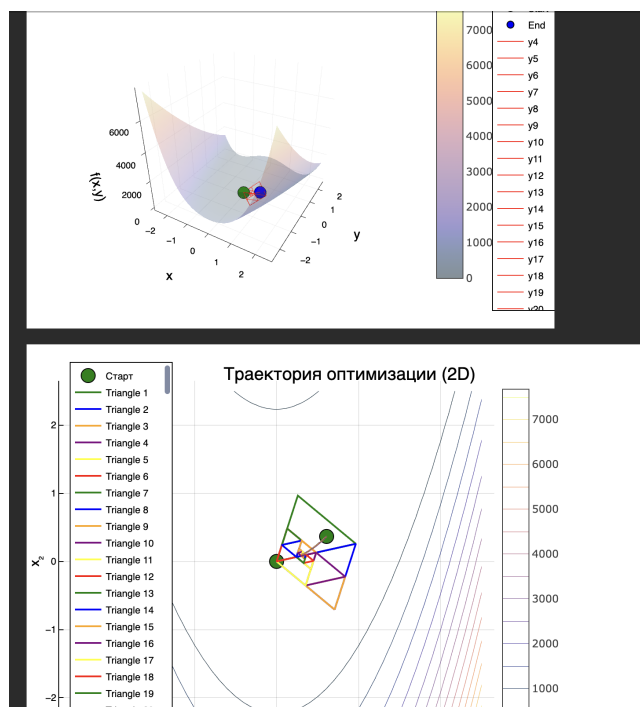 7000
6000
5000
4000
3000
2000
1000
0
End
y4
y5
y6
y7
y8
y9
y10
y11
y12
y13
y14
y15
y16
y17
y18
y19
y20
6000
4000
2000
0
f(x,y)
−2
−1
0
1
2
x
−2
−1
0
1
2
y
Траектория оптимизации (2D)
Старт
Triangle 1
Triangle 2
Triangle 3
Triangle 4
Triangle 5
Triangle 6
Triangle 7
Triangle 8
Triangle 9
Triangle 10
Triangle 11
Triangle 12
Triangle 13
Triangle 14
Triangle 15
Triangle 16
Triangle 17
Triangle 18
Triangle 19
2
1
0
−1
−2
x₂
7000
6000
5000
4000
3000
2000
1000